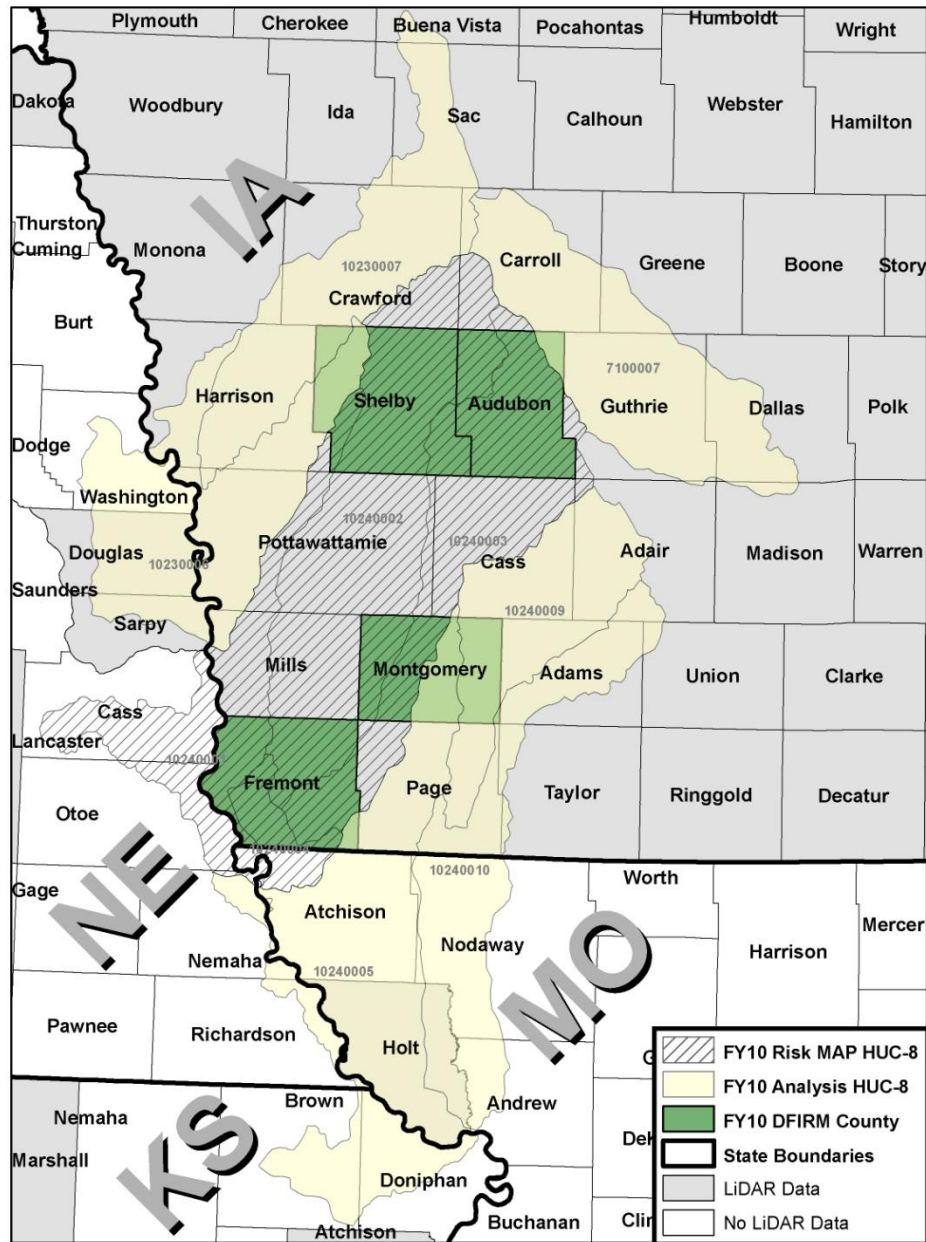 Plymouth
Cherokee
Buena Vista
Pocahontas
Humboldt
Wright
Dakota
Woodbury
Ida
Sac
Calhoun
Webster
Hamilton
IA
Thurston
Cuming
Monona
10230007
Crawford
Carroll
Greene
Boone
Story
Burt
Harrison
Shelby
Audubon
7100007
Guthrie
Dallas
Polk
Dodge
Washington
Douglas
10230006
Pottawattamie
10240002
10240003
Cass
Adair
Madison
Warren
Saunders
Sarpy
10240009
Mills
Montgomery
Adams
Union
Clarke
Cass
Lancaster
Fremont
Page
Taylor
Ringgold
Decatur
Otoe
NE
10240010
Worth
Gage
Atchison
Nodaway
MO
Harrison
Mercer
Nemaha
10240005
Pawnee
Richardson
Holt
Andrew
Nemaha
Brown
KS
Marshall
Doniphan
Atchison
Buchanan
FY10 Risk MAP HUC-8
FY10 Analysis HUC-8
FY10 DFIRM County
State Boundaries
LiDAR Data
No LiDAR Data